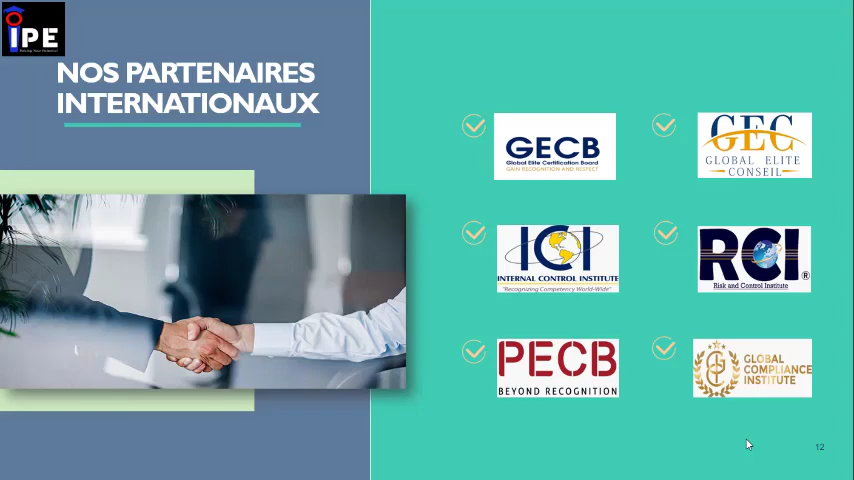 IPE
NOS PARTENAIRES
INTERNATIONAUX
GECB
Global Elite Certification Board
GAIN RECOGNITION AND RESPECT
GEC
GLOBAL ELITE
CONSEIL
ICI
INTERNAL CONTROL INSTITUTE
"Recognizing Competency World-Wide"
RCI®
Risk and Control Institute
PECB
BEYOND RECOGNITION
GLOBAL
COMPLIANCE
INSTITUTE
12